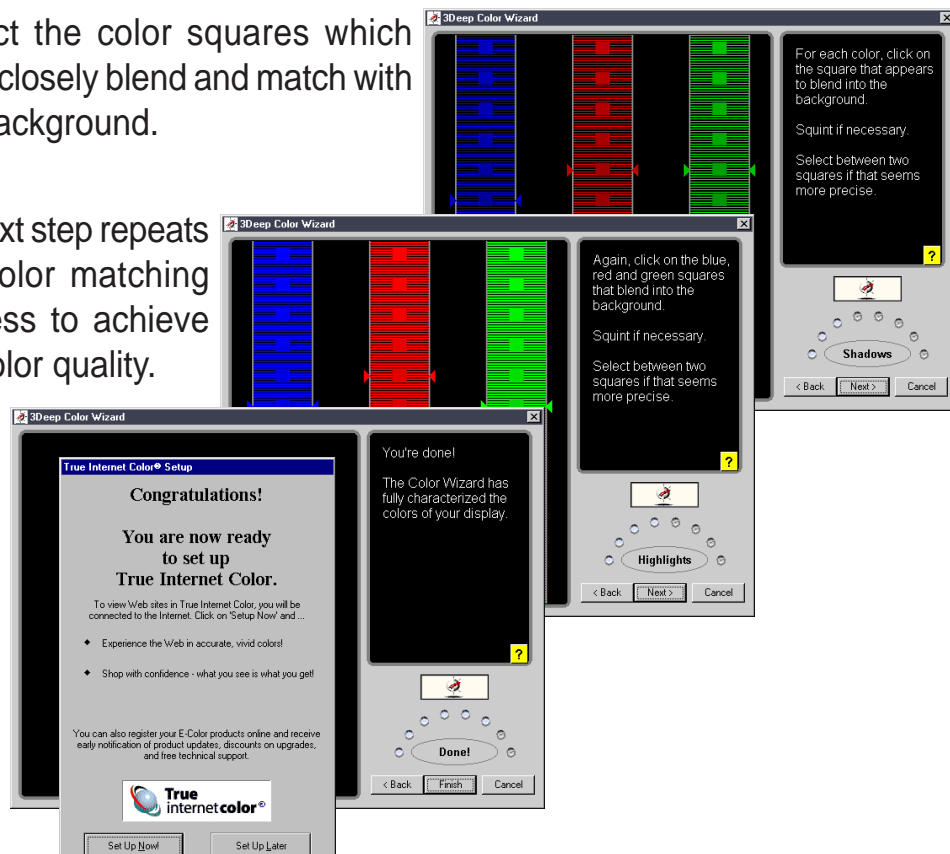 ct the color squares which
closely blend and match with
ackground.
xt step repeats
olor matching
ess to achieve
olor quality.
3Deep Color Wizard
For each color, click on
the square that appears
to blend into the
background.
Squint if necessary.
Select between two
squares if that seems
more precise.
?
Shadows
< Back Next > Cancel
3Deep Color Wizard
Again, click on the blue,
red and green squares
that blend into the
background.
Squint if necessary.
Select between two
squares if that seems
more precise.
?
Highlights
< Back Next > Cancel
3Deep Color Wizard
True Internet Color® Setup
Congratulations!
You are now ready
to set up
True Internet Color.
To view Web sites in True Internet Color, you will be
connected to the Internet. Click on 'Setup Now' and ...
◆ Experience the Web in accurate, vivid colors!
◆ Shop with confidence - what you see is what you get!
You can also register your E-Color products online and receive
early notification of product updates, discounts on upgrades,
and free technical support.
True
internetcolor®
Set Up Now! Set Up Later
You're done!
The Color Wizard has
fully characterized the
colors of your display.
?
Done!
< Back Finish Cancel